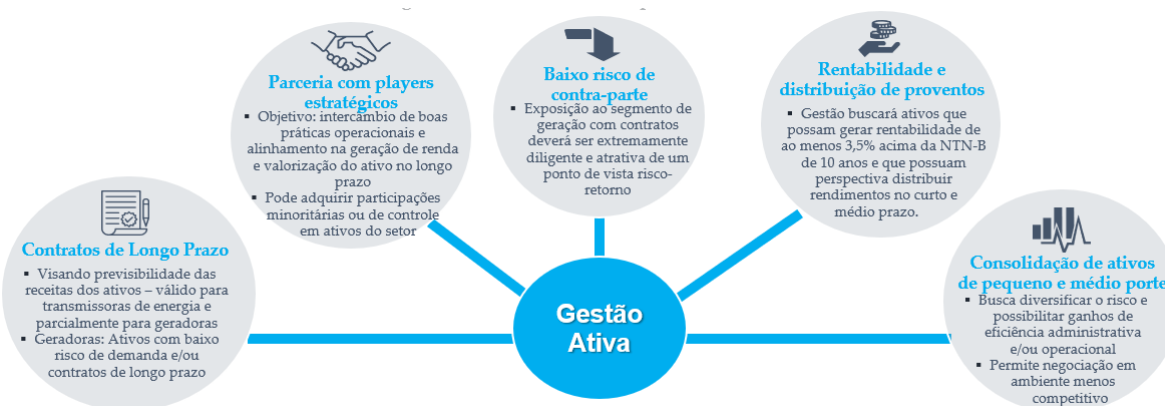 Contratos de Longo Prazo
▪ Visando previsibilidade das
receitas dos ativos – válido para
transmissoras de energia e
parcialmente para geradoras
▪ Geradoras: Ativos com baixo
risco de demanda e/ou
contratos de longo prazo
Parceria com players
estratégicos
▪ Objetivo: intercâmbio de boas
práticas operacionais e
alinhamento na geração de renda
e valorização do ativo no longo
prazo
▪ Pode adquirir participações
minoritárias ou de controle
em ativos do setor
Baixo risco de
contra-parte
▪ Exposição ao segmento de
geração com contratos
deverá ser extremamente
diligente e atrativa de um
ponto de vista risco-
retorno
Rentabilidade e
distribuição de proventos
▪ Gestão buscará ativos que
possam gerar rentabilidade de
ao menos 3,5% acima da NTN-B
de 10 anos e que possuam
perspectiva distribuir
rendimentos no curto e
médio prazo.
Consolidação de ativos
de pequeno e médio porte
▪ Busca diversificar o risco e
possibilitar ganhos de
eficiência administrativa
e/ou operacional
▪ Permite negociação em
ambiente menos
competitivo
Gestão
Ativa